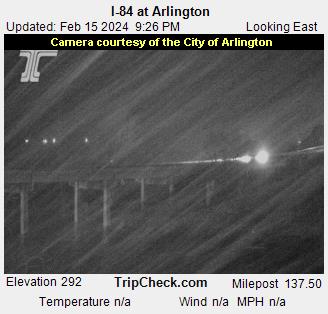 I-84 at Arlington
Updated: Feb 15 2024 9:26 PM Looking East
Camera courtesy of the City of Arlington
Elevation 292 TripCheck.com Milepost 137.50
Temperature n/a Wind n/a MPH n/a